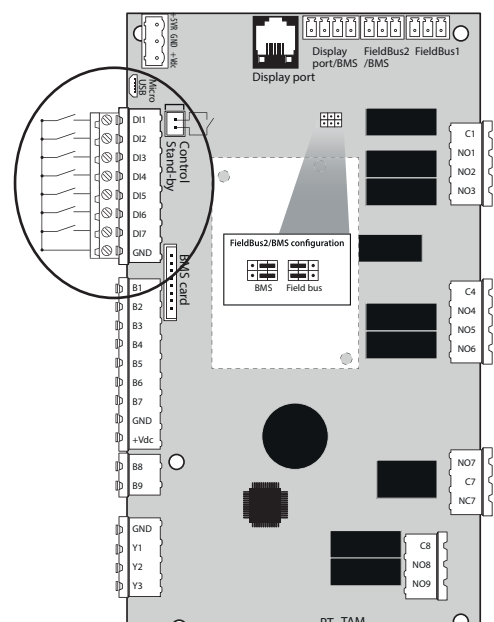 +5VR GND +Vdc
Display port
Display
port/BMS
FieldBus2
/BMS
FieldBus1
Micro
USB
DI1
DI2
DI3
DI4
DI5
DI6
DI7
GND
Control
Stand-by
BMS card
FieldBus2/BMS configuration
BMS
Field bus
B1
B2
B3
B4
B5
B6
B7
GND
+Vdc
B8
B9
GND
Y1
Y2
Y3
C1
NO1
NO2
NO3
C4
NO4
NO5
NO6
NO7
C7
NC7
C8
NO8
NO9